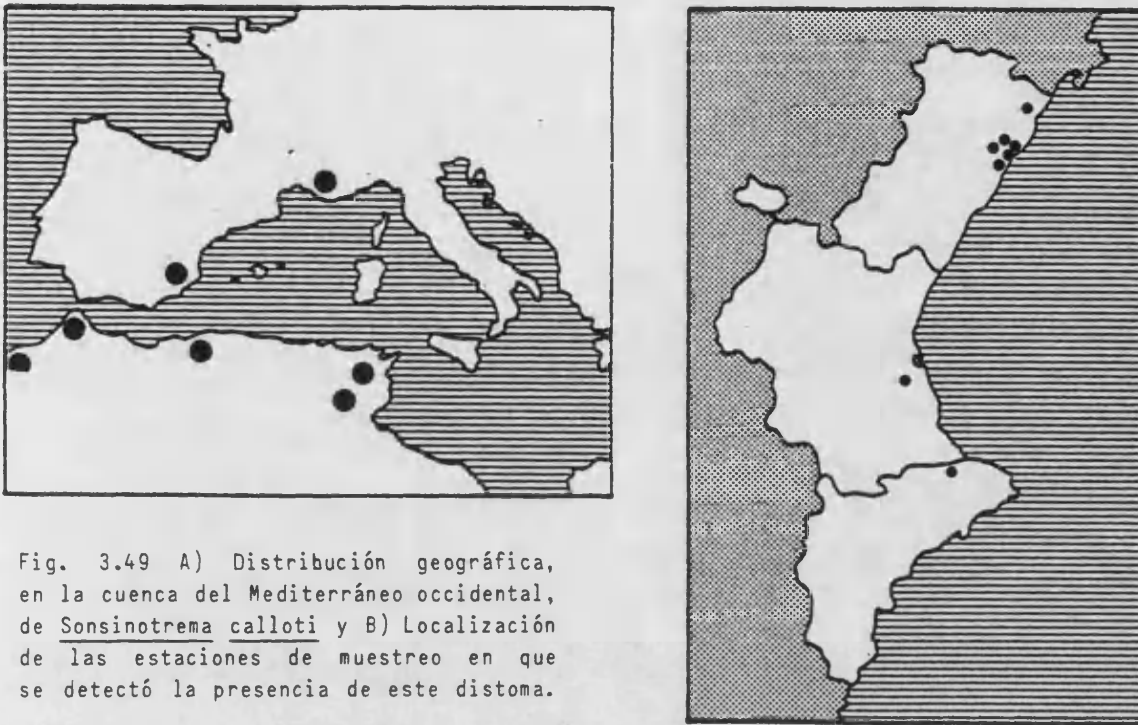 Fig. 3.49 A) Distribución geográfica,
en la cuenca del Mediterráneo occidental,
de Sonsinotrema calloti y B) Localización
de las estaciones de muestreo en que
se detectó la presencia de este distoma.